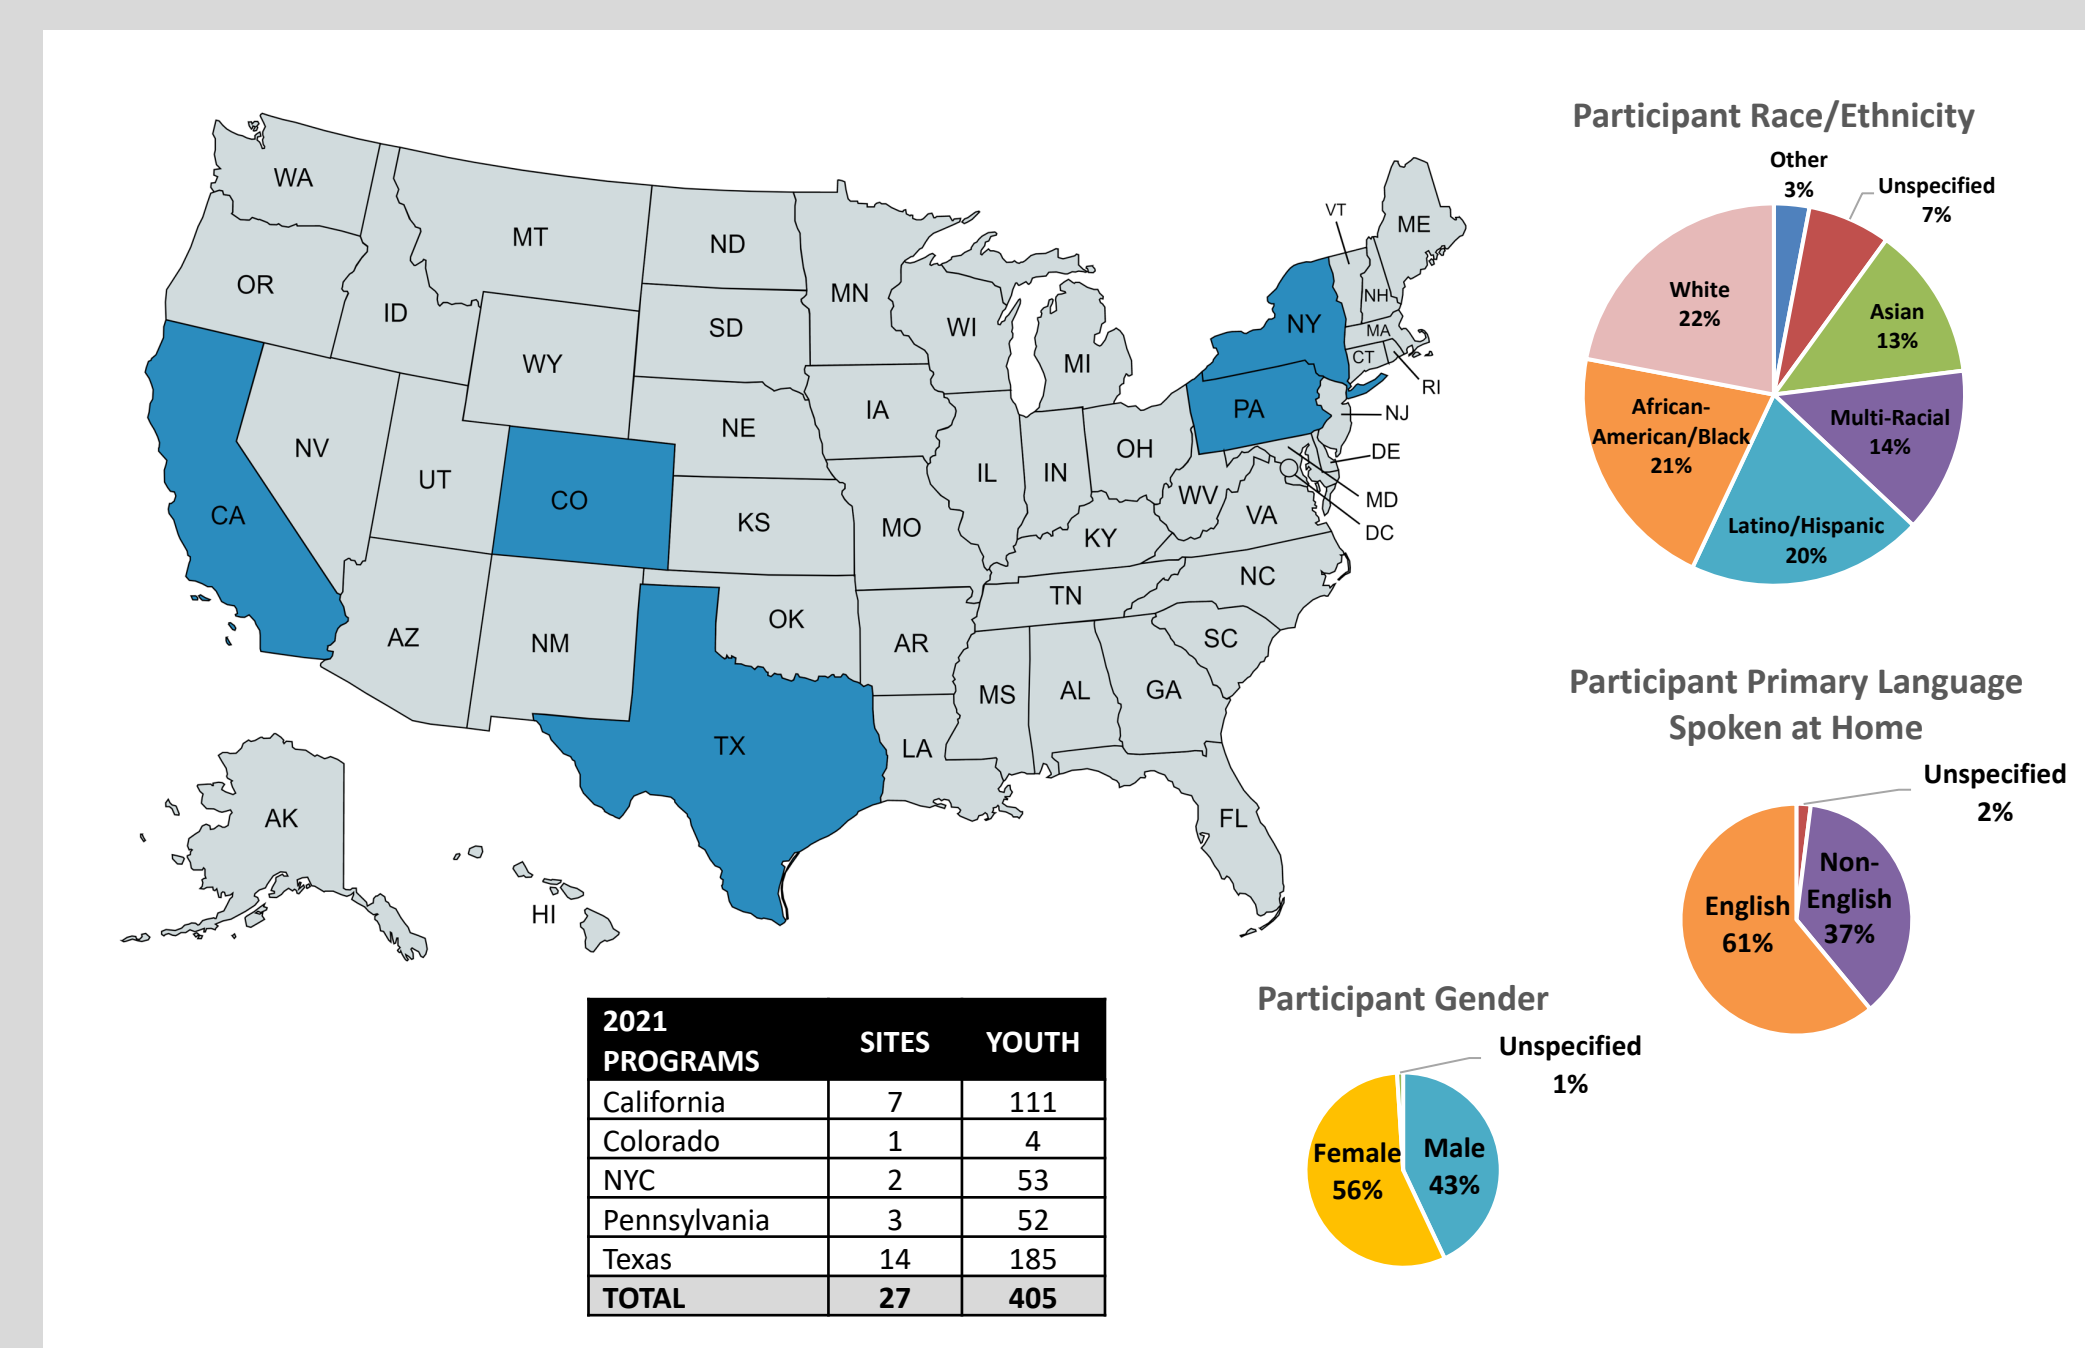 WA
OR
CA
ID
NV
MT
WY
UT
CO
AZ
NM
ND
SD
NE
KS
OK
TX
MN
IA
MO
AR
LA
WI
IL
MI
IN
OH
KY
TN
MS
AL
GA
FL
SC
NC
VA
WV
PA
NY
VT
NH
ME
MA
CT
RI
NJ
DE
MD
DC
AK
HI
Participant Race/Ethnicity
Other
3%
Unspecified
7%
Asian
13%
Multi-Racial
14%
Latino/Hispanic
20%
African-
American/Black
21%
White
22%
Participant Primary Language
Spoken at Home
Unspecified
2%
Non-
English
37%
English
61%
Participant Gender
Unspecified
1%
Male
43%
Female
56%
2021
PROGRAMS SITES YOUTH
California 7 111
Colorado 1 4
NYC 2 53
Pennsylvania 3 52
Texas 14 185
TOTAL 27 405